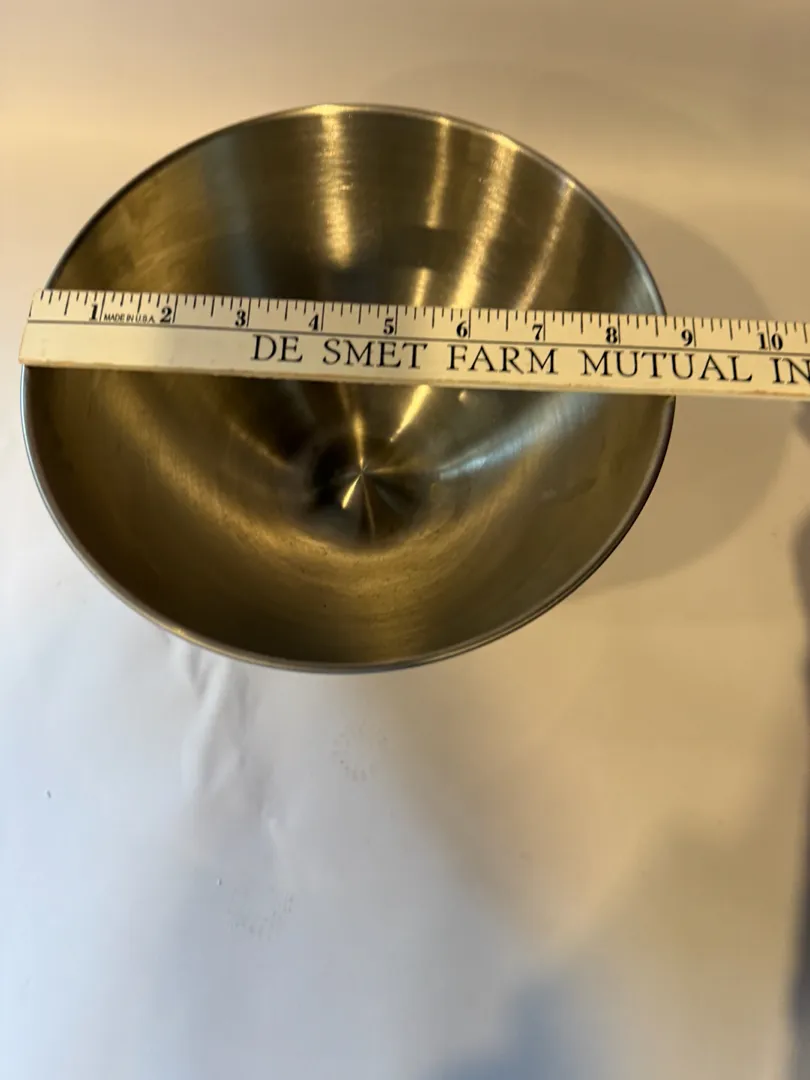 1 MADE IN U.S.A. 2 3 4 5 6 7 8 9 10
DE SMET FARM MUTUAL IN